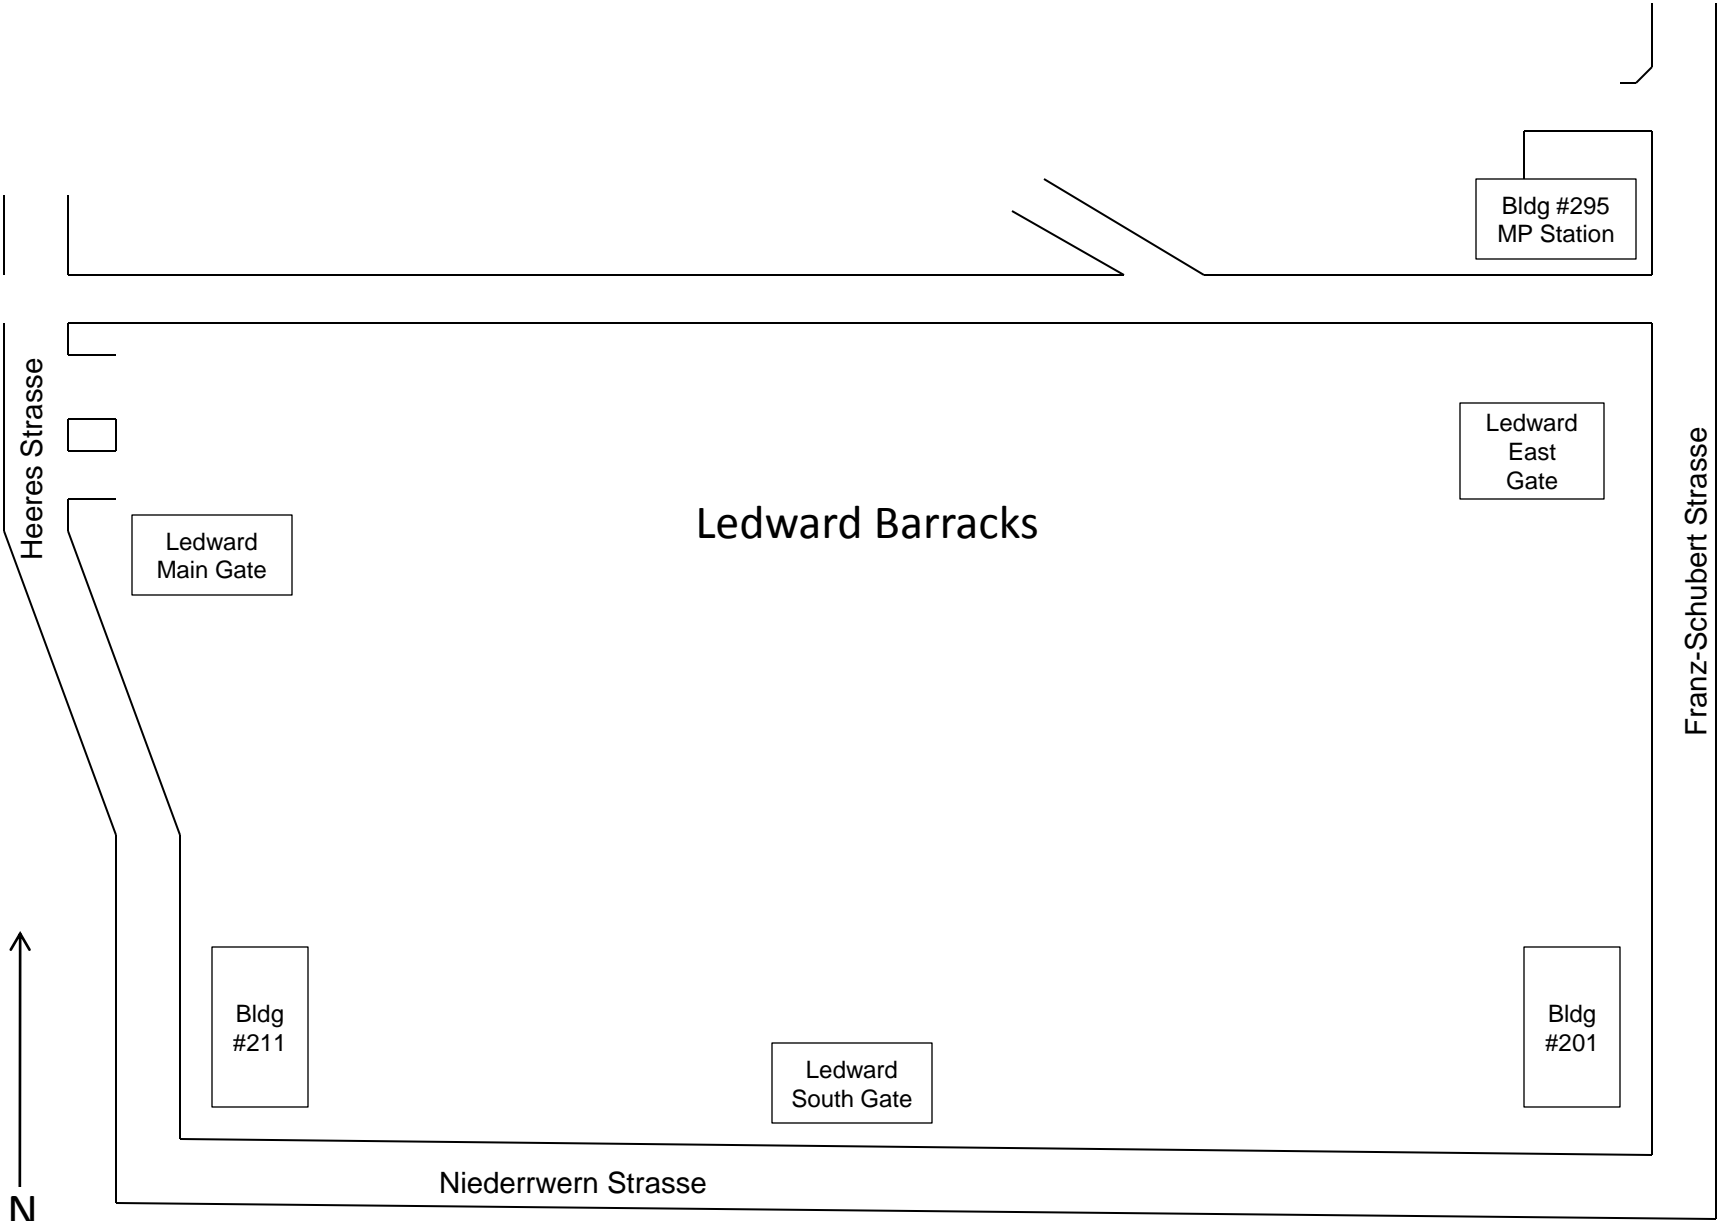 Bldg #295
MP Station
Heeres Strasse
Ledward
East
Gate
Franz-Schubert Strasse
Ledward Barracks
Ledward
Main Gate
Bldg
#211
Bldg
#201
Ledward
South Gate
Niederrwern Strasse
N